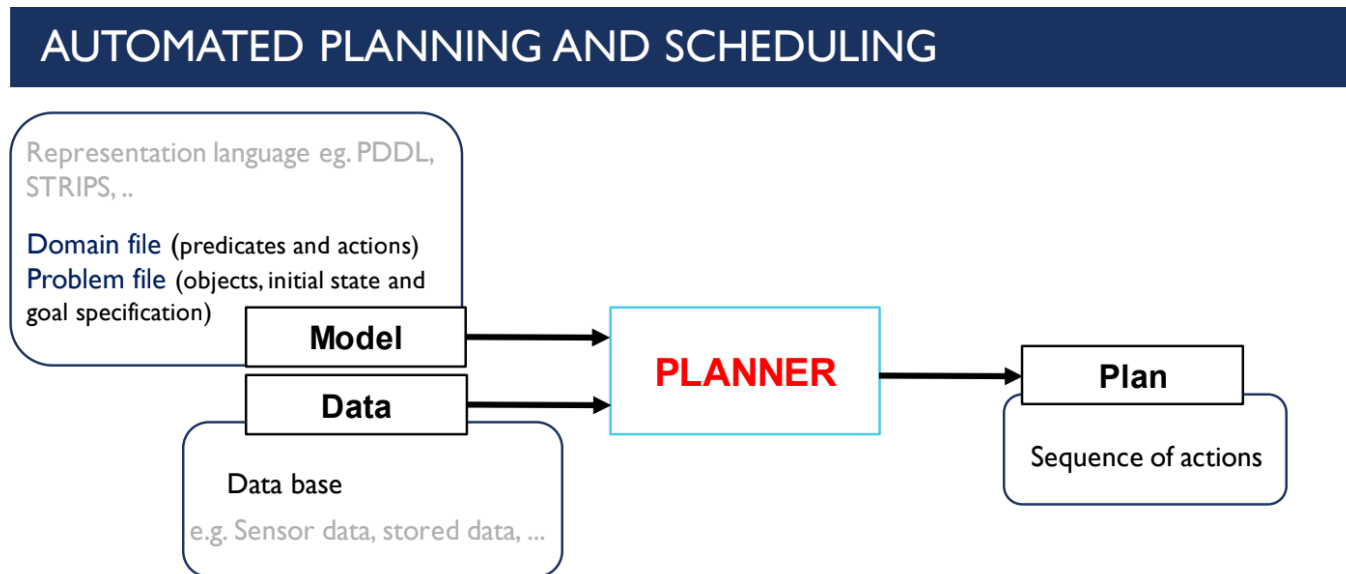 AUTOMATED PLANNING AND SCHEDULING
Representation language eg. PDDL,
STRIPS, ..
Domain file (predicates and actions)
Problem file (objects, initial state and
goal specification)
Model
Data
PLANNER
Plan
Sequence of actions
Data base
e.g. Sensor data, stored data, ...